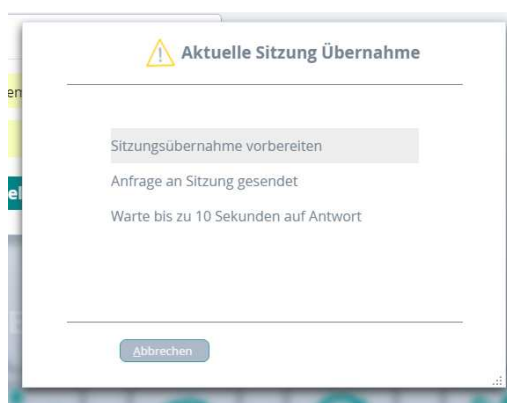 Aktuelle Sitzung Übernahme
Sitzungsübernahme vorbereiten
Anfrage an Sitzung gesendet
Warte bis zu 10 Sekunden auf Antwort
Abbrechen